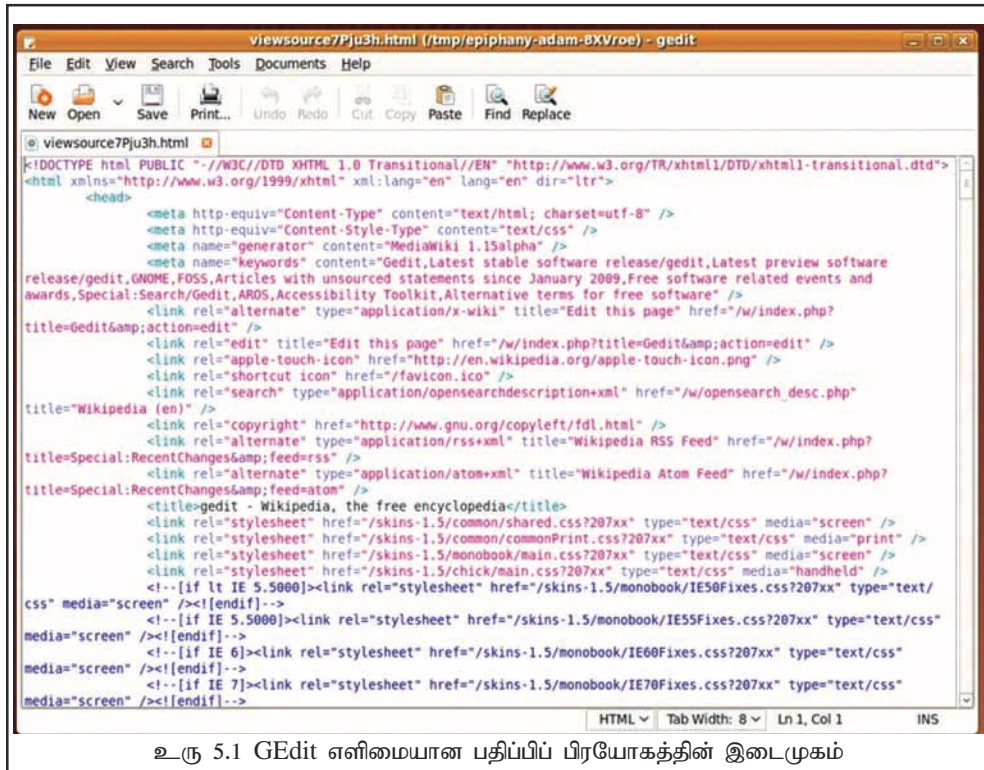 viewsource7Pju3h.html (/tmp/epiphany-adam-8XVroe) - gedit
File Edit View Search Tools Documents Help
New Open Save Print... Undo Redo Cut Copy Paste Find Replace
viewsource7Pju3h.html
<!DOCTYPE html PUBLIC "-//W3C//DTD XHTML 1.0 Transitional//EN" "http://www.w3.org/TR/xhtml1/DTD/xhtml1-transitional.dtd">
<html xmlns="http://www.w3.org/1999/xhtml" xml:lang="en" lang="en" dir="ltr">
<head>
<meta http-equiv="Content-Type" content="text/html; charset=utf-8" />
<meta http-equiv="Content-Style-Type" content="text/css" />
<meta name="generator" content="MediaWiki 1.15alpha" />
<meta name="keywords" content="Gedit,Latest stable software release/gedit,Latest preview software
release/gedit,GNOME,FOSS,Articles with unsourced statements since January 2009,Free software related events and
awards,Special:Search/Gedit,AROS,Accessibility Toolkit,Alternative terms for free software" />
<link rel="alternate" type="application/x-wiki" title="Edit this page" href="/w/index.php?
title=Gedit&amp;action=edit" />
<link rel="edit" title="Edit this page" href="/w/index.php?title=Gedit&amp;action=edit" />
<link rel="apple-touch-icon" href="http://en.wikipedia.org/apple-touch-icon.png" />
<link rel="shortcut icon" href="/favicon.ico" />
<link rel="search" type="application/opensearchdescription+xml" href="/w/opensearch_desc.php"
title="Wikipedia (en)" />
<link rel="copyright" href="http://www.gnu.org/copyleft/fdl.html" />
<link rel="alternate" type="application/rss+xml" title="Wikipedia RSS Feed" href="/w/index.php?
title=Special:RecentChanges&amp;feed=rss" />
<link rel="alternate" type="application/atom+xml" title="Wikipedia Atom Feed" href="/w/index.php?
title=Special:RecentChanges&amp;feed=atom" />
<title>gedit - Wikipedia, the free encyclopedia</title>
<link rel="stylesheet" href="/skins-1.5/common/shared.css?207xx" type="text/css" media="screen" />
<link rel="stylesheet" href="/skins-1.5/common/commonPrint.css?207xx" type="text/css" media="print" />
<link rel="stylesheet" href="/skins-1.5/monobook/main.css?207xx" type="text/css" media="screen" />
<link rel="stylesheet" href="/skins-1.5/chick/main.css?207xx" type="text/css" media="handheld" />
<!--[if lt IE 5.5000]><link rel="stylesheet" href="/skins-1.5/monobook/IE50Fixes.css?207xx" type="text/
css" media="screen" /><![endif]-->
<!--[if IE 5.5000]><link rel="stylesheet" href="/skins-1.5/monobook/IE55Fixes.css?207xx" type="text/css"
media="screen" /><![endif]-->
<!--[if IE 6]><link rel="stylesheet" href="/skins-1.5/monobook/IE60Fixes.css?207xx" type="text/css"
media="screen" /><![endif]-->
<!--[if IE 7]><link rel="stylesheet" href="/skins-1.5/monobook/IE70Fixes.css?207xx" type="text/css"
media="screen" /><![endif]-->
HTML Tab Width: 8 Ln 1, Col 1 INS
உரு 5.1 GEdit எளிமையான பதிப்பிப் பிரயோகத்தின் இடைமுகம்